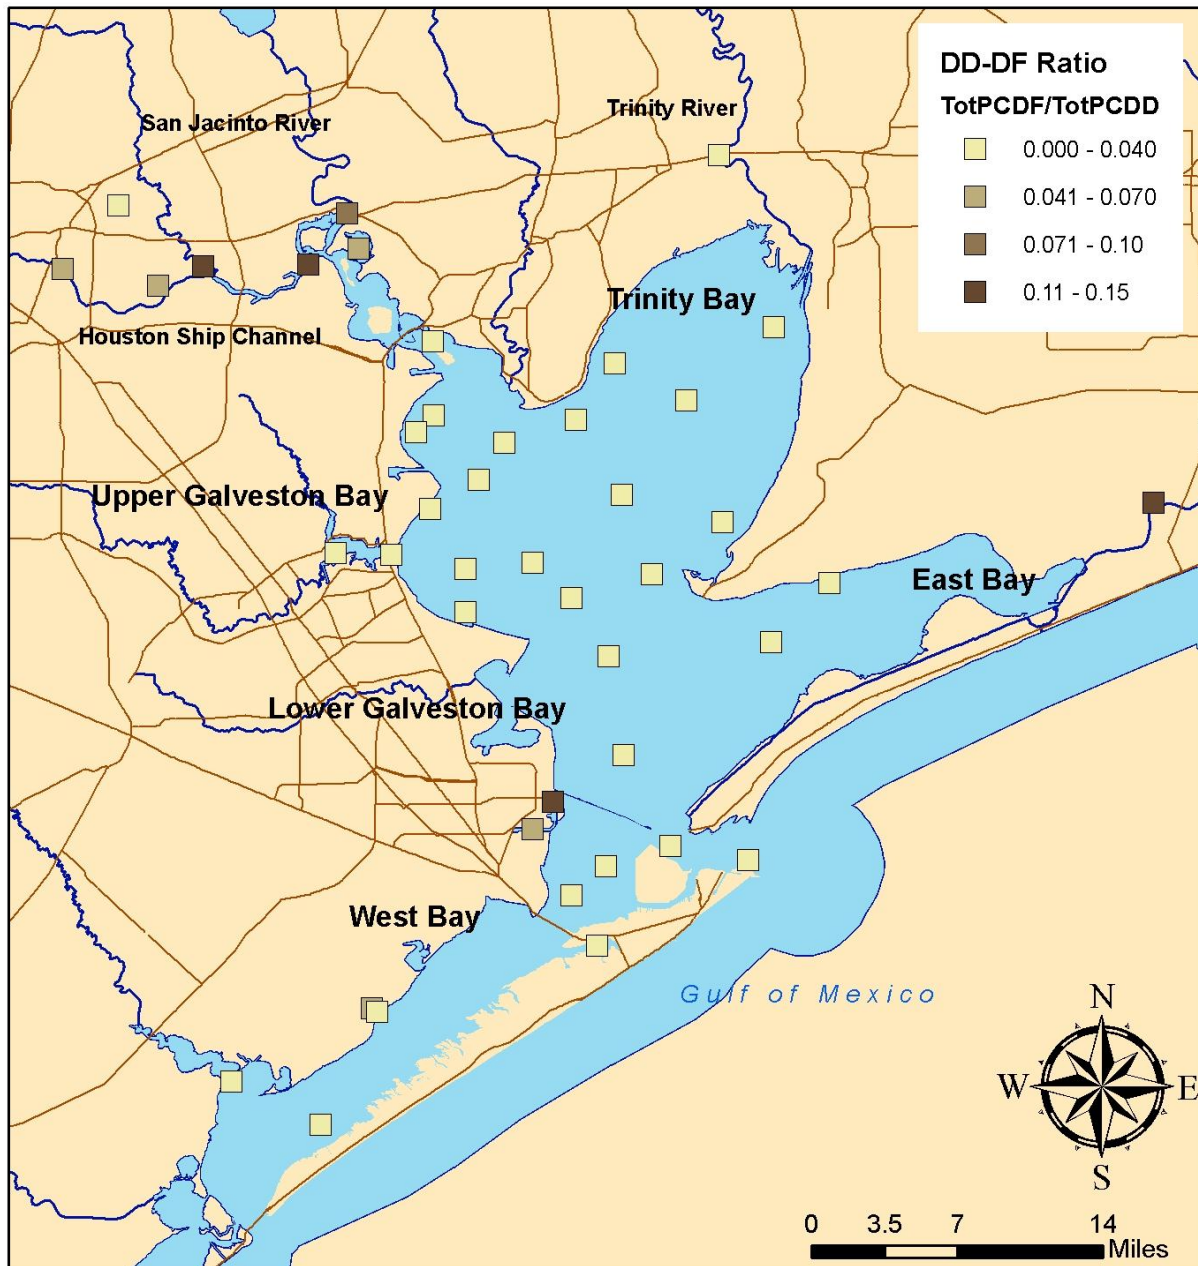 DD-DF Ratio
TotPCDF/TotPCDD
0.000 - 0.040
0.041 - 0.070
0.071 - 0.10
0.11 - 0.15
Trinity River
San Jacinto River
Trinity Bay
Houston Ship Channel
Upper Galveston Bay
East Bay
Lower Galveston Bay
West Bay
Gulf of Mexico
N
W E
S
0 3.5 7 14
Miles